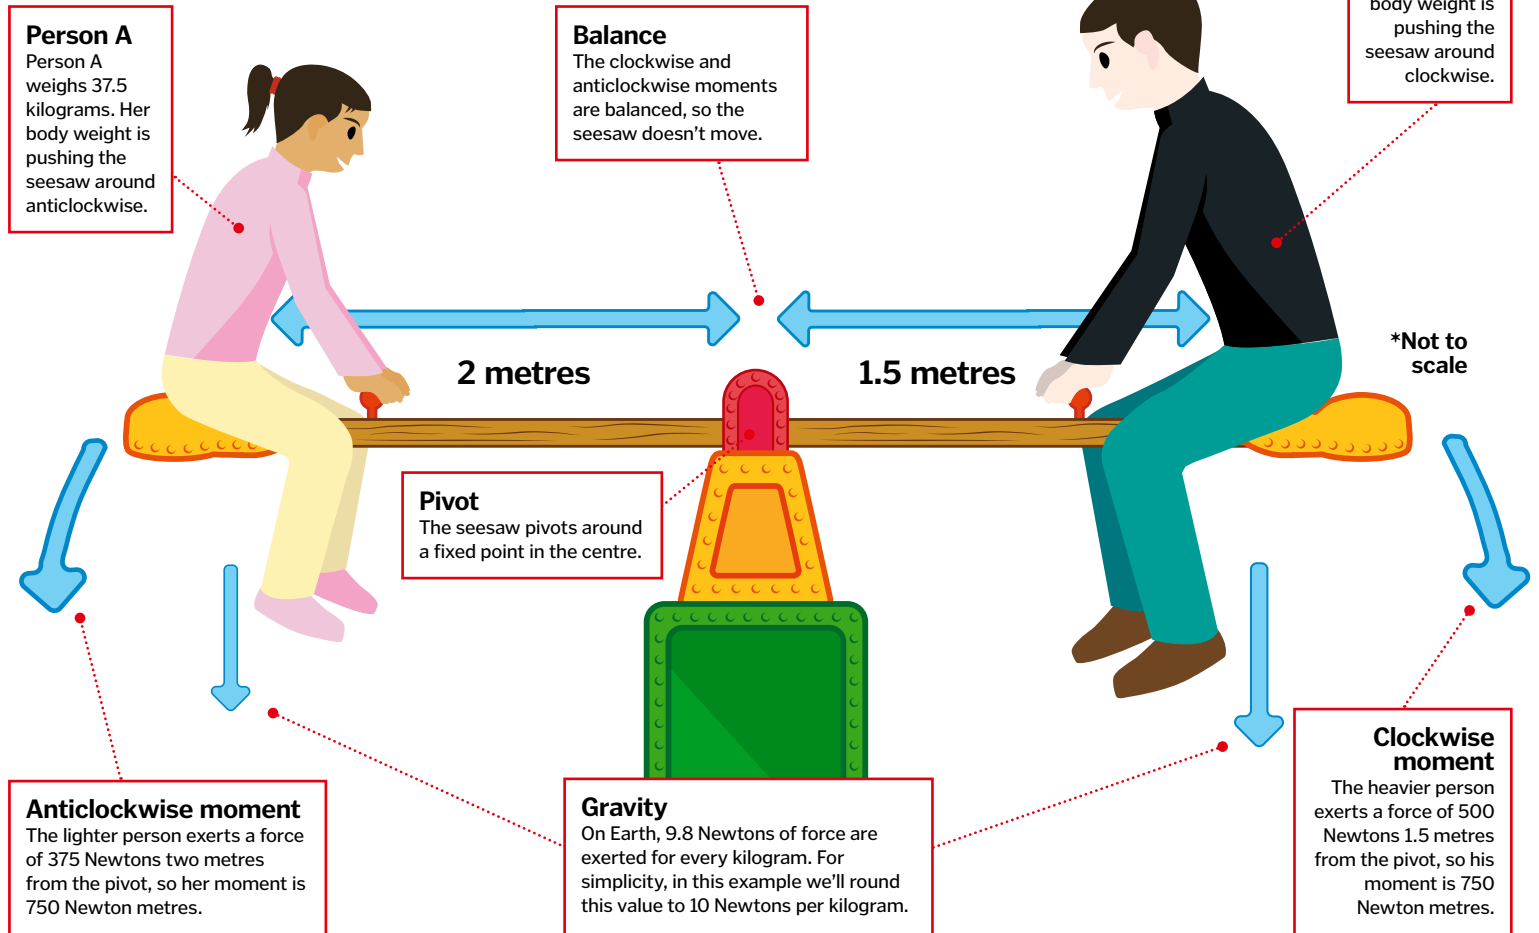 Person A
Person A
weighs 37.5
kilograms. Her
body weight is
pushing the
seesaw around
anticlockwise.
Balance
The clockwise and
anticlockwise moments
are balanced, so the
seesaw doesn't move.
body weight is
pushing the
seesaw around
clockwise.
2 metres
1.5 metres
*Not to
scale
Pivot
The seesaw pivots around
a fixed point in the centre.
Anticlockwise moment
The lighter person exerts a force
of 375 Newtons two metres
from the pivot, so her moment is
750 Newton metres.
Gravity
On Earth, 9.8 Newtons of force are
exerted for every kilogram. For
simplicity, in this example we'll round
this value to 10 Newtons per kilogram.
Clockwise
moment
The heavier person
exerts a force of 500
Newtons 1.5 metres
from the pivot, so his
moment is 750
Newton metres.